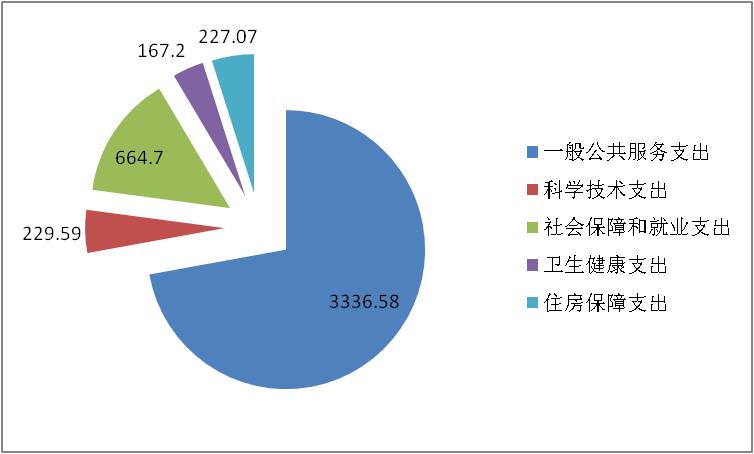 227.07
167.2
664.7
229.59
3336.58
一般公共服务支出
科学技术支出
社会保障和就业支出
卫生健康支出
住房保障支出